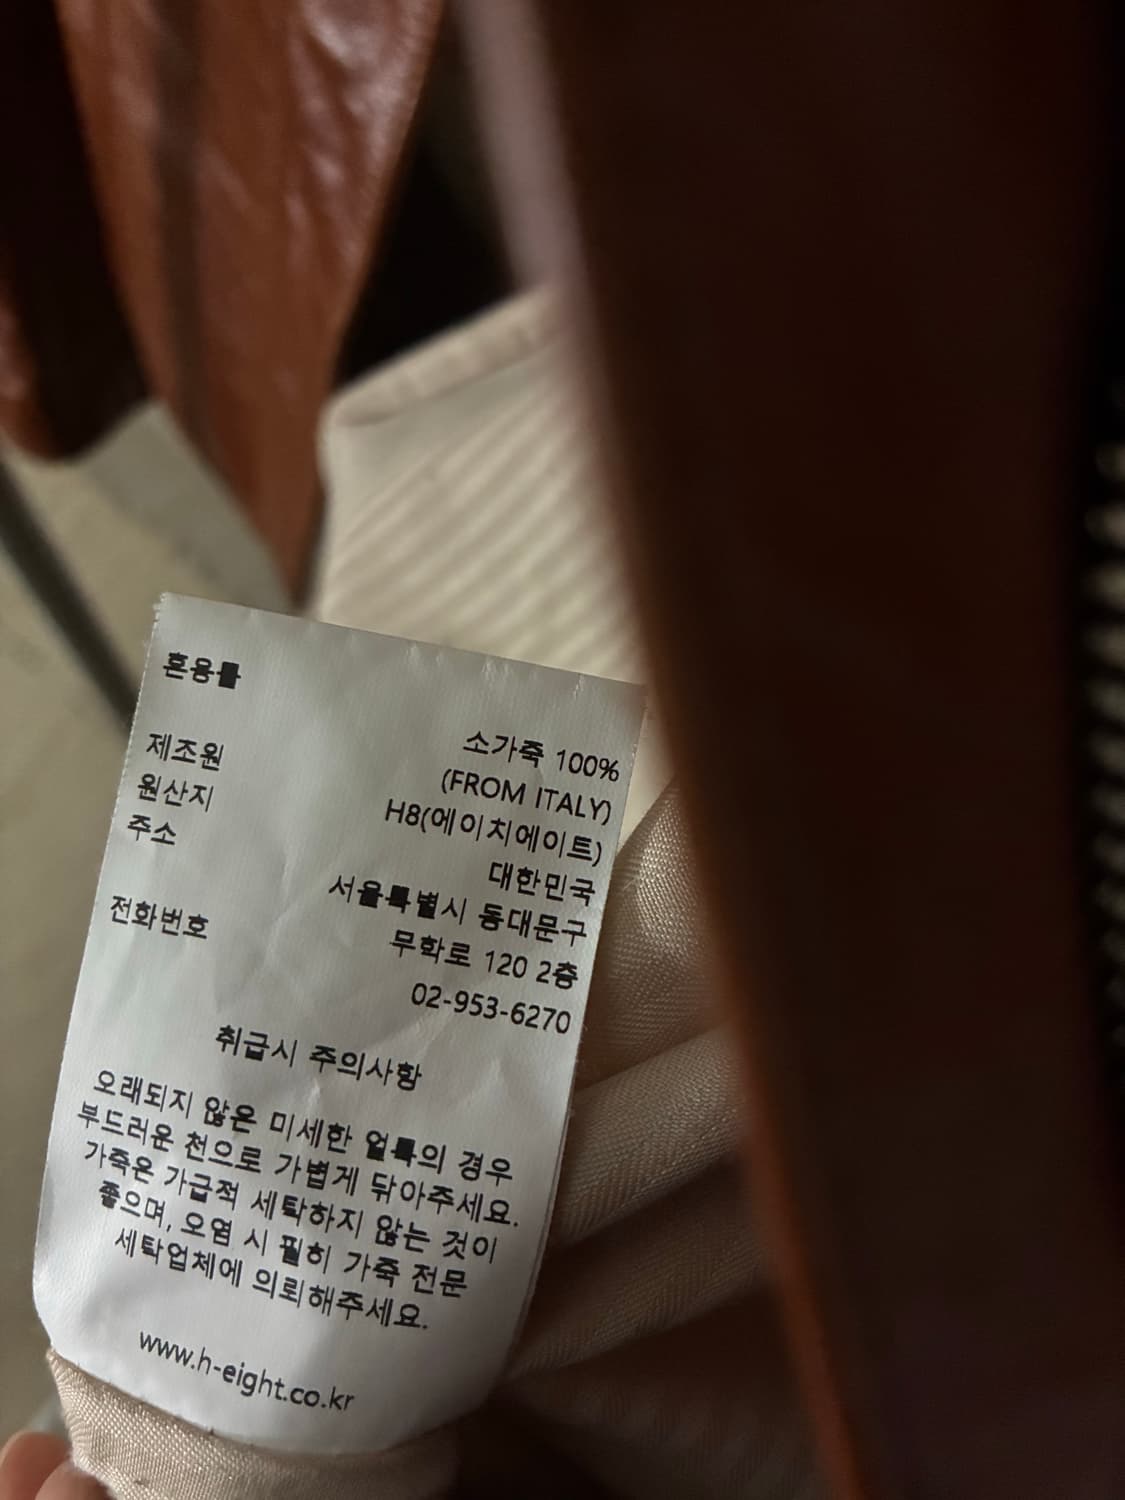 혼용률
소가죽 100%
(FROM ITALY)
제조원 H8(에이치에이트)
원산지 대한민국
주소 서울특별시 동대문구
무학로 120 2층
전화번호 02-953-6270
취급시 주의사항
오래되지 않은 미세한 얼룩의 경우
부드러운 천으로 가볍게 닦아주세요.
가죽은 가급적 세탁하지 않는 것이
좋으며, 오염 시 필히 가죽 전문
세탁업체에 의뢰해주세요.
www.h-eight.co.kr